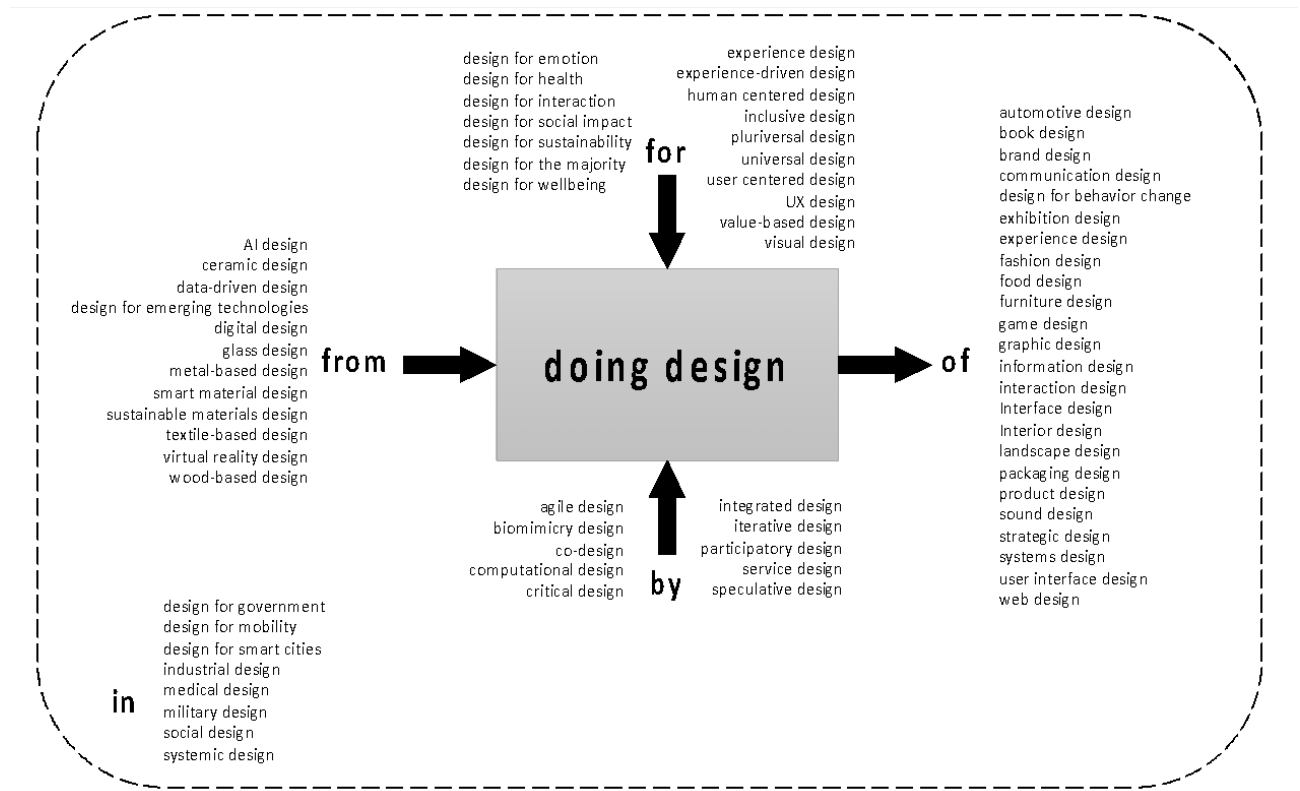 design for emotion
design for health
design for interaction
design for social impact
design for sustainability
design for the majority
design for wellbeing
for
experience design
experience-driven design
human centered design
inclusive design
pluriversal design
universal design
user centered design
UX design
value-based design
visual design
AI design
ceramic design
data-driven design
design for emerging technologies
digital design
glass design
metal-based design
smart material design
sustainable materials design
textile-based design
virtual reality design
wood-based design
from
doing design
of
automotive design
book design
brand design
communication design
design for behavior change
exhibition design
experience design
fashion design
food design
furniture design
game design
graphic design
information design
interaction design
Interface design
Interior design
landscape design
packaging design
product design
sound design
strategic design
systems design
user interface design
web design
agile design
biomimicry design
co-design
computational design
critical design
by
integrated design
iterative design
participatory design
service design
speculative design
in
design for government
design for mobility
design for smart cities
industrial design
medical design
military design
social design
systemic design